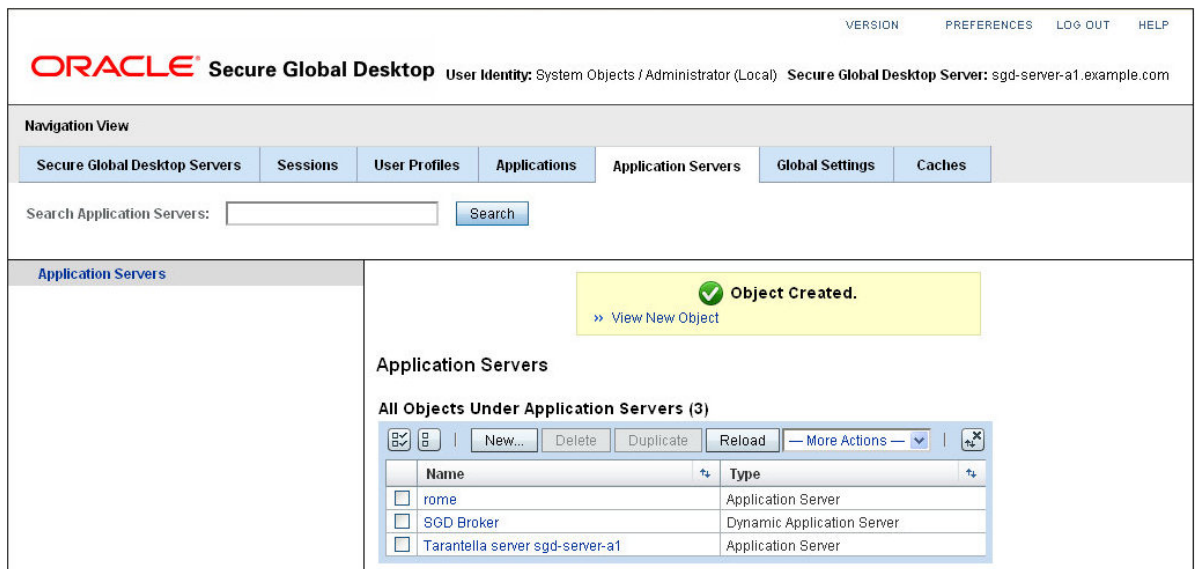 VERSION PREFERENCES LOG OUT HELP
ORACLE® Secure Global Desktop User Identity: System Objects / Administrator (Local) Secure Global Desktop Server: sgd-server-a1.example.com
Navigation View
Secure Global Desktop Servers Sessions User Profiles Applications Application Servers Global Settings Caches
Search Application Servers: Search
Application Servers
Object Created.
» View New Object
Application Servers
All Objects Under Application Servers (3)
New... Delete Duplicate Reload — More Actions —
Name Type
rome Application Server
SGD Broker Dynamic Application Server
Tarantella server sgd-server-a1 Application Server